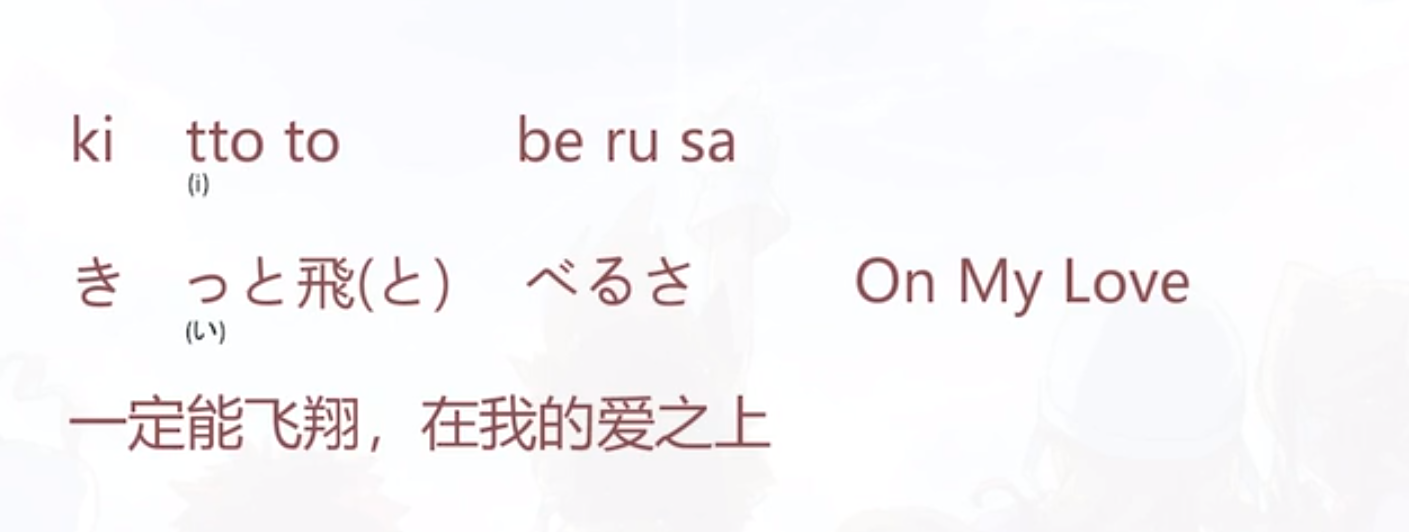 ki tto to be ru sa
(i)
きっと飛(と) べるさ On My Love
(い)
一定能飞翔，在我的爱之上